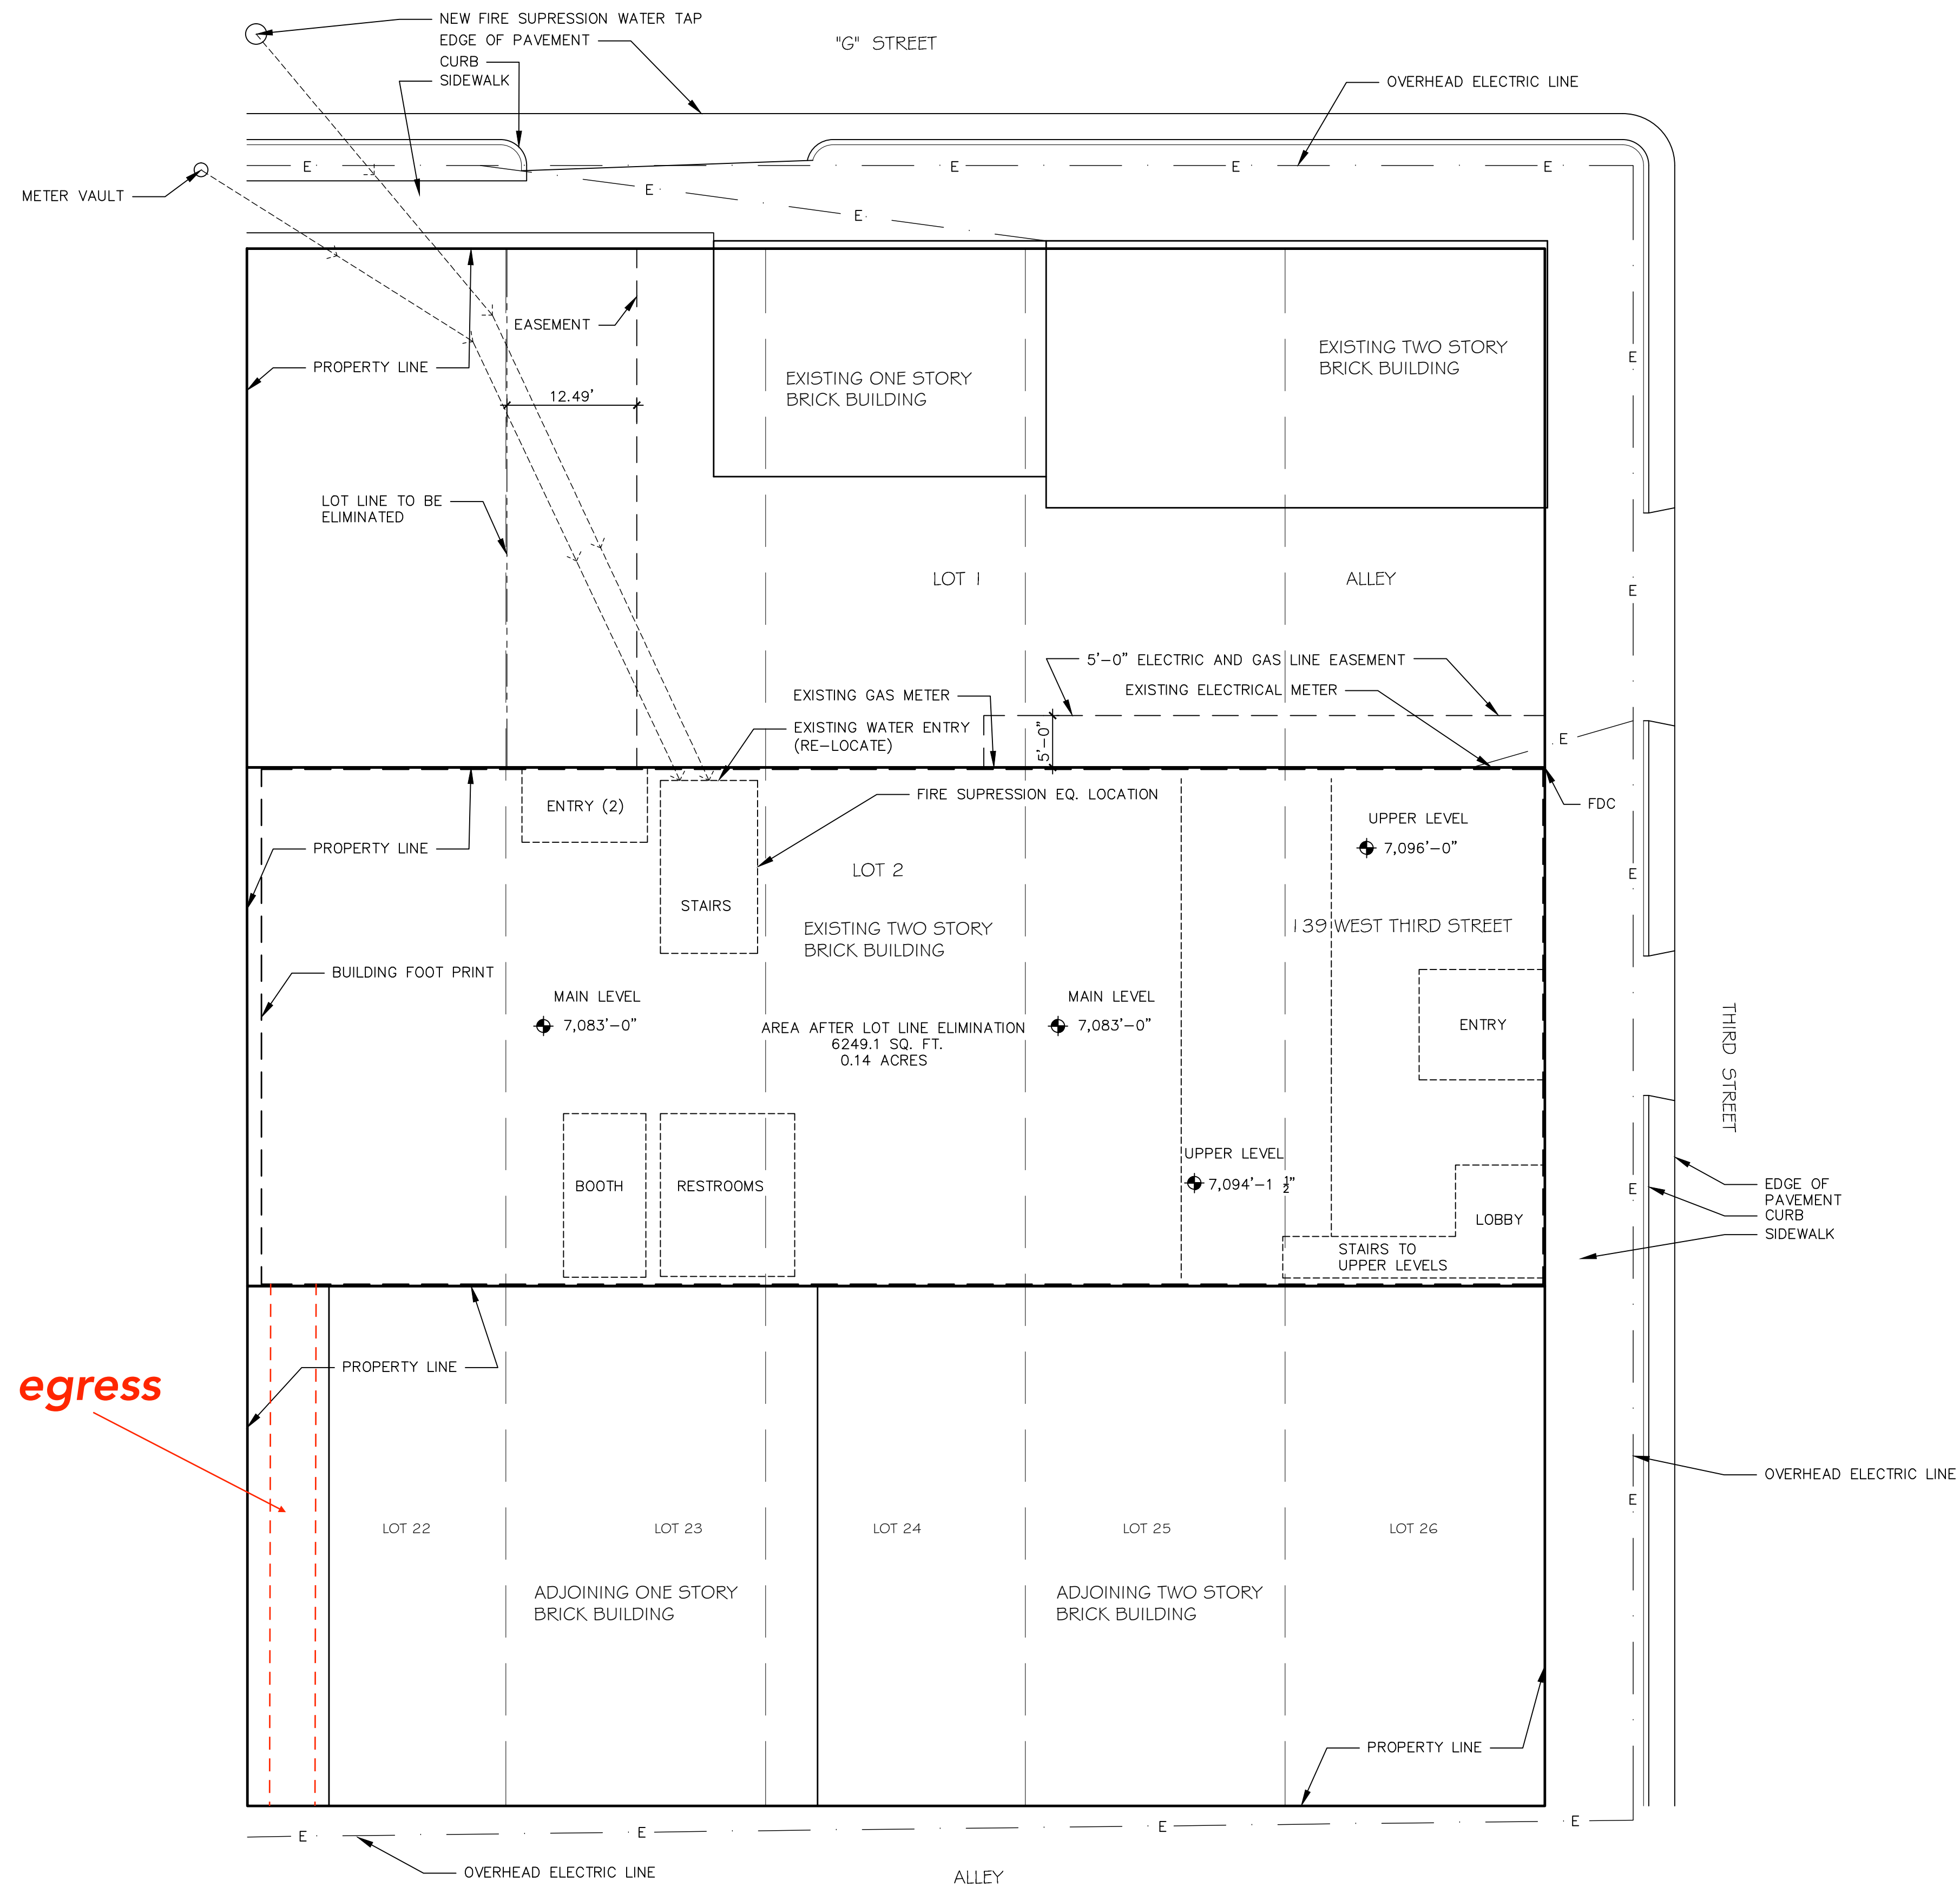 NEW FIRE SUPRESSION WATER TAP
EDGE OF PAVEMENT
"G" STREET
CURB
SIDEWALK
OVERHEAD ELECTRIC LINE
E
E
E
E
METER VAULT
E
E
EASEMENT
PROPERTY LINE
EXISTING ONE STORY
BRICK BUILDING
EXISTING TWO STORY
BRICK BUILDING
E
12.49'
LOT LINE TO BE
ELIMINATED
LOT 1
ALLEY
E
5'-0" ELECTRIC AND GAS LINE EASEMENT
EXISTING GAS METER
EXISTING ELECTRICAL METER
EXISTING WATER ENTRY
(RE-LOCATE)
5'-0"
E
ENTRY (2)
FIRE SUPRESSION EQ. LOCATION
FDC
UPPER LEVEL
7,096'-0"
PROPERTY LINE
LOT 2
E
STAIRS
EXISTING TWO STORY
BRICK BUILDING
139 WEST THIRD STREET
BUILDING FOOT PRINT
MAIN LEVEL
7,083'-0"
AREA AFTER LOT LINE ELIMINATION
6249.1 SQ. FT.
0.14 ACRES
MAIN LEVEL
7,083'-0"
ENTRY
THIRD STREET
UPPER LEVEL
7,094'-1 1/2"
BOOTH
RESTROOMS
E
EDGE OF
PAVEMENT
CURB
SIDEWALK
LOBBY
STAIRS TO
UPPER LEVELS
PROPERTY LINE
egress
OVERHEAD ELECTRIC LINE
E
LOT 22
LOT 23
LOT 24
LOT 25
LOT 26
ADJOINING ONE STORY
BRICK BUILDING
ADJOINING TWO STORY
BRICK BUILDING
PROPERTY LINE
E
E
E
E
OVERHEAD ELECTRIC LINE
ALLEY